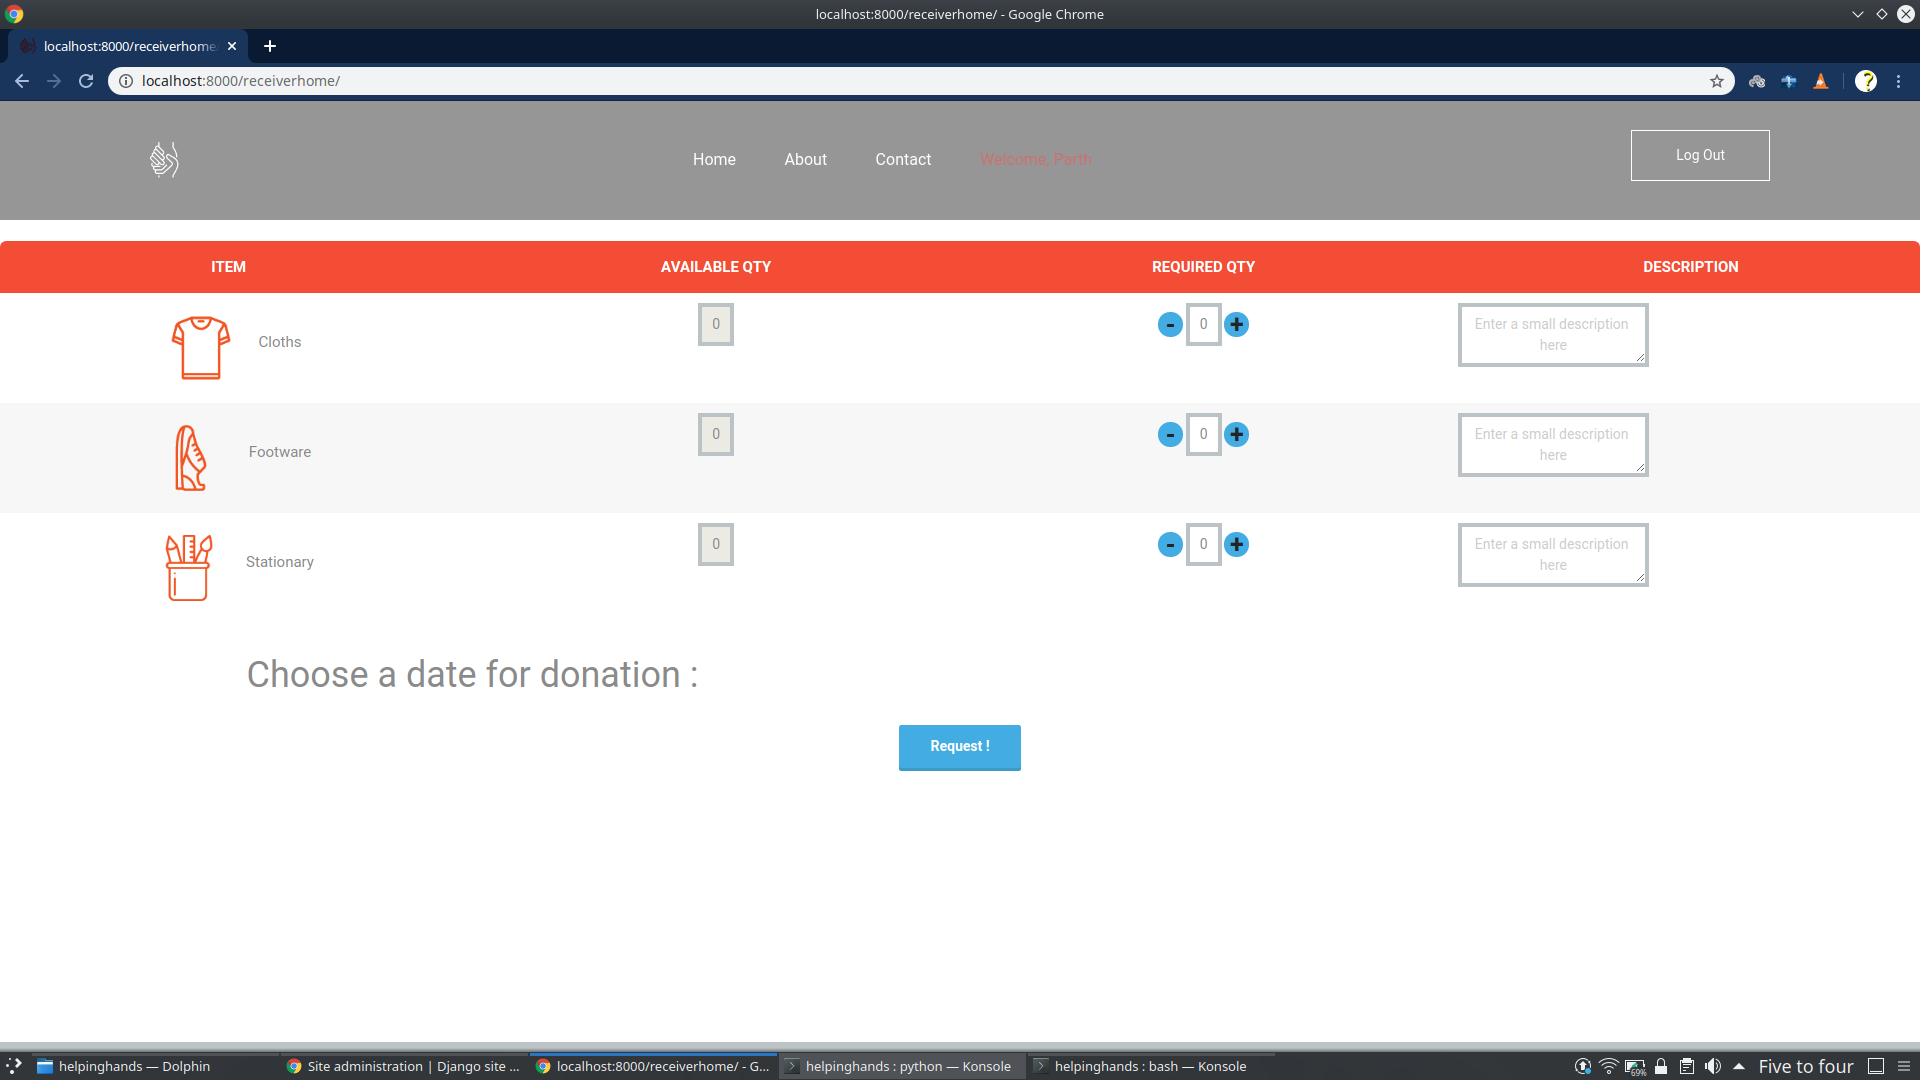 localhost:8000/receiverhome/ - Google Chrome
localhost:8000/receiverhome
localhost:8000/receiverhome/
Home About Contact Welcome, Parth Log Out
ITEM AVAILABLE QTY REQUIRED QTY DESCRIPTION
Cloths 0 - 0 + Enter a small description
here
Footware 0 - 0 + Enter a small description
here
Stationary 0 - 0 + Enter a small description
here
Choose a date for donation :
Request !
helpinghands — Dolphin Site administration | Django site ... localhost:8000/receiverhome/ - G... helpinghands : python — Konsole helpinghands : bash — Konsole 69% Five to four